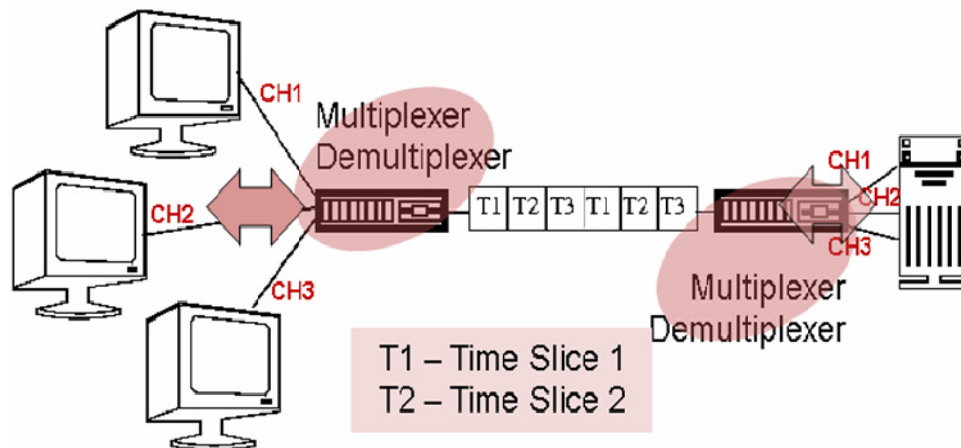 CH1
Multiplexer
Demultiplexer
CH2
CH3
T1 T2 T3 T1 T2 T3
CH1
CH2
CH3
Multiplexer
Demultiplexer
T1 – Time Slice 1
T2 – Time Slice 2